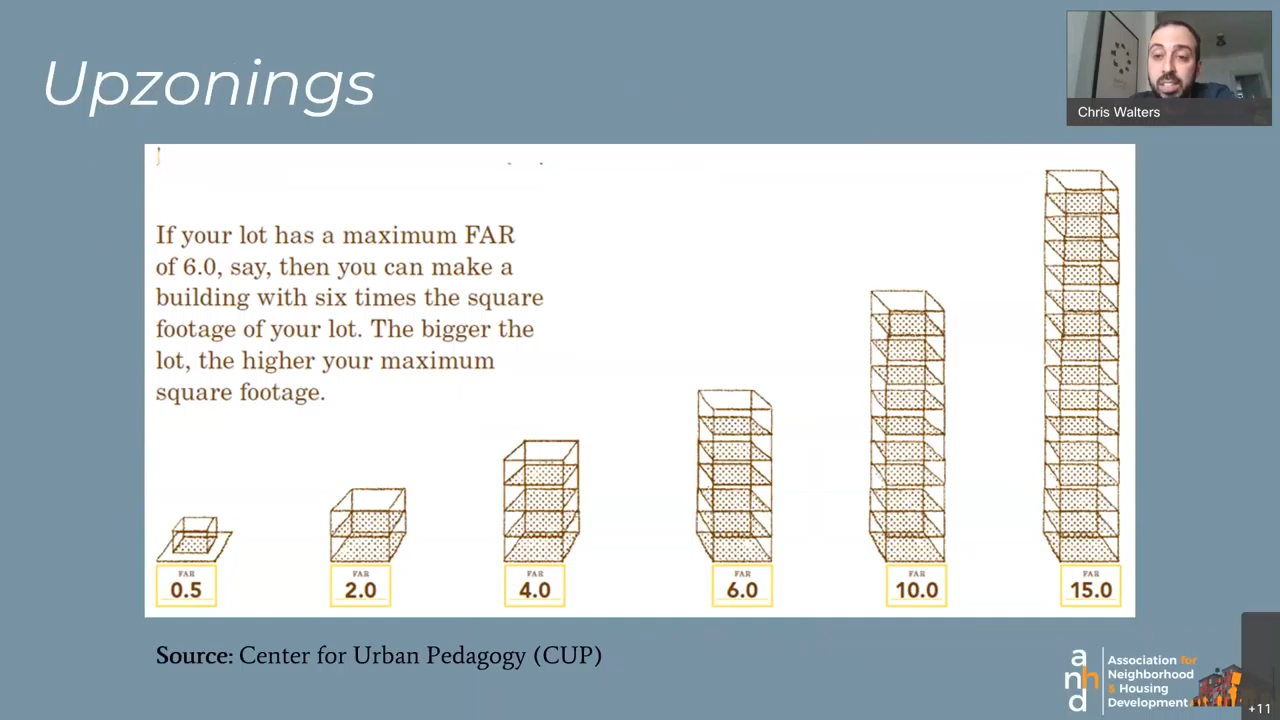 Upzonings
Chris Walters
If your lot has a maximum FAR
of 6.0, say, then you can make a
building with six times the square
footage of your lot. The bigger the
lot, the higher your maximum
square footage.
FAR
0.5
FAR
2.0
FAR
4.0
FAR
6.0
FAR
10.0
FAR
15.0
Source: Center for Urban Pedagogy (CUP)
a
nh
d
Association for
Neighborhood
& Housing
Development
+11